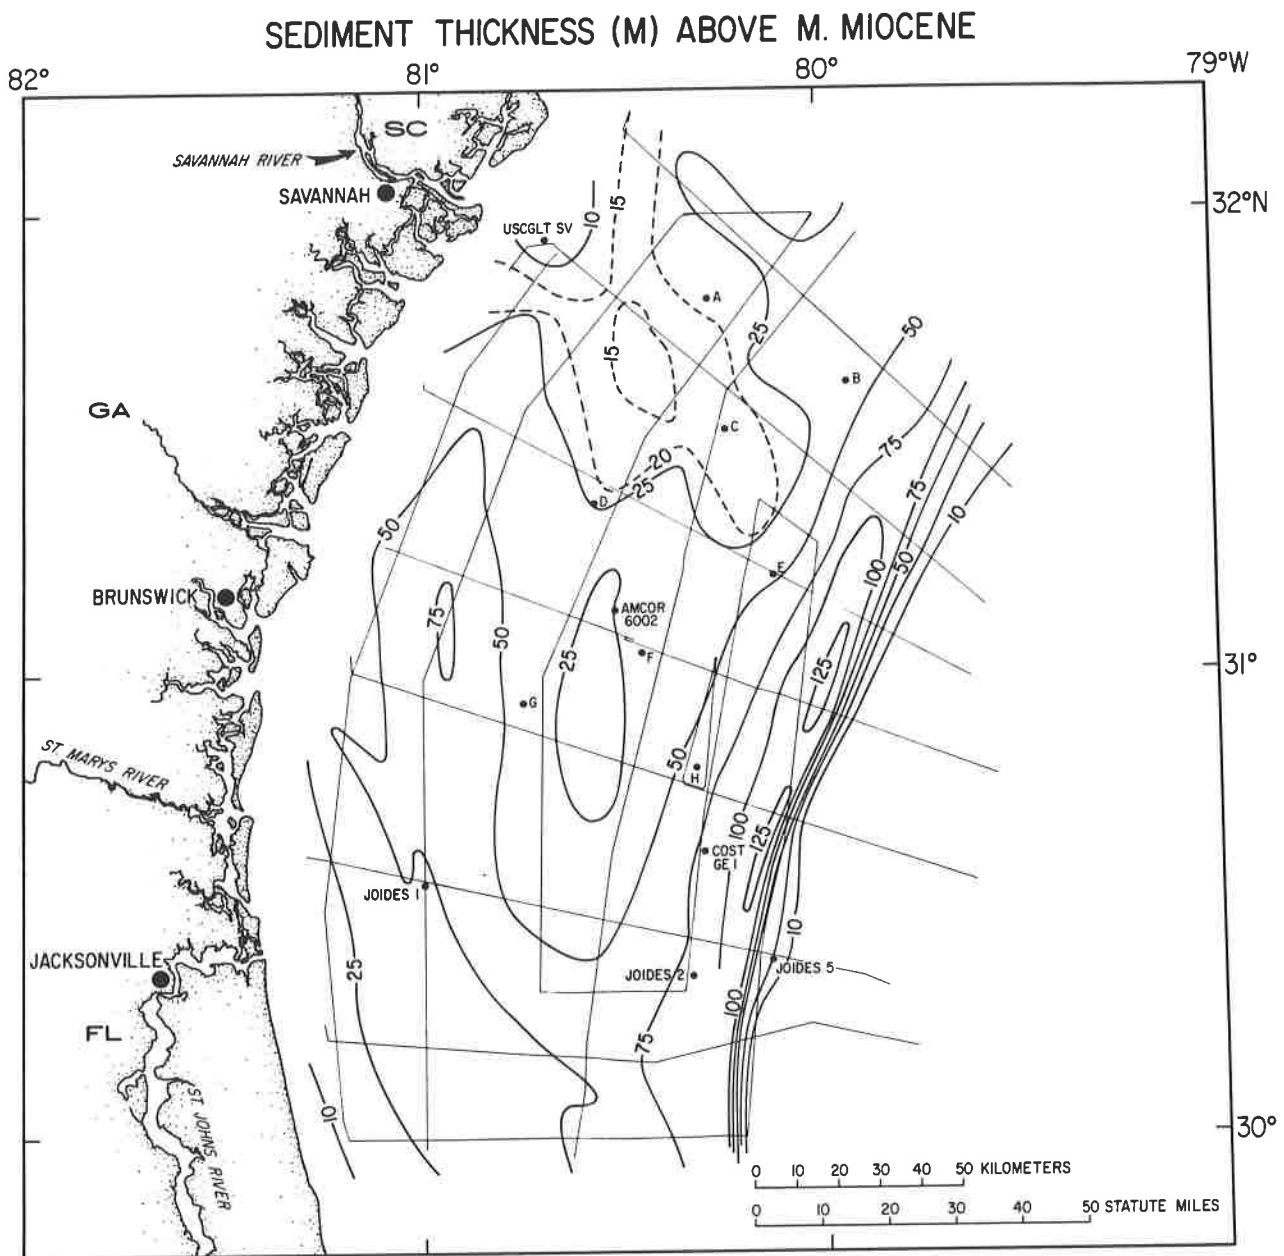 SEDIMENT THICKNESS (M) ABOVE M. MIOCENE
82°
81°
80°
79°W
SC
SAVANNAH RIVER
SAVANNAH
32°N
USCGLT SV
10
15
A
25
50
15
B
GA
C
75
20
25
D
75
10
50
E
100
50
BRUNSWICK
75
50
AMCOR
6002
F
25
125
31°
G
ST. MARYS RIVER
50
H
100
125
COST
GE 1
JOIDES 1
10
JACKSONVILLE
25
JOIDES 2
JOIDES 5
100
FL
75
10
ST. JOHNS RIVER
30°
0 10 20 30 40 50 KILOMETERS
0 10 20 30 40 50 STATUTE MILES